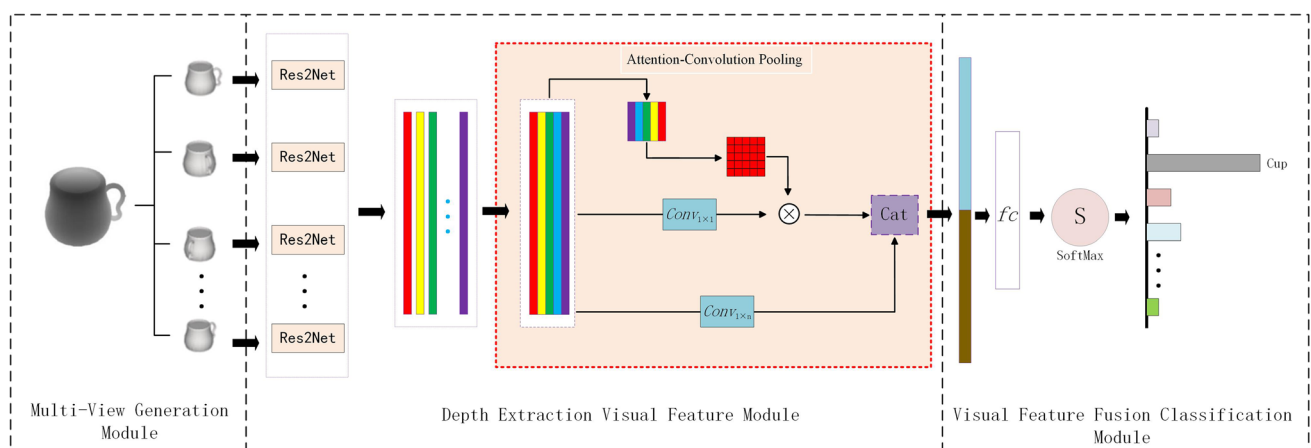 Attention-Convolution Pooling
Res2Net
Res2Net
Res2Net
Res2Net
Conv1×1
Conv1×n
Cat
fc
S
SoftMax
Cup
Multi-View Generation
Module
Depth Extraction Visual Feature Module
Visual Feature Fusion Classification
Module